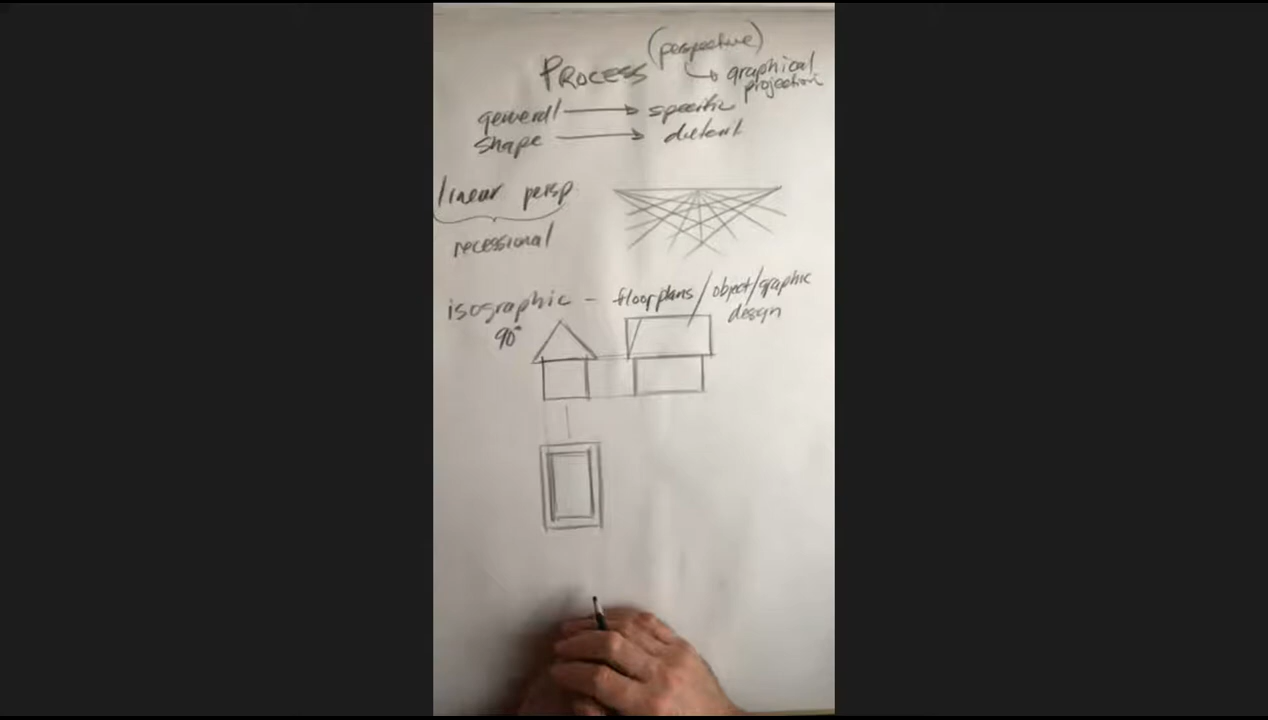 (perspective)
PROCESS
graphical
projection
general → specific
shape → detail
linear persp.
recessional
isographic - floorplans / object/graphic
design
90°